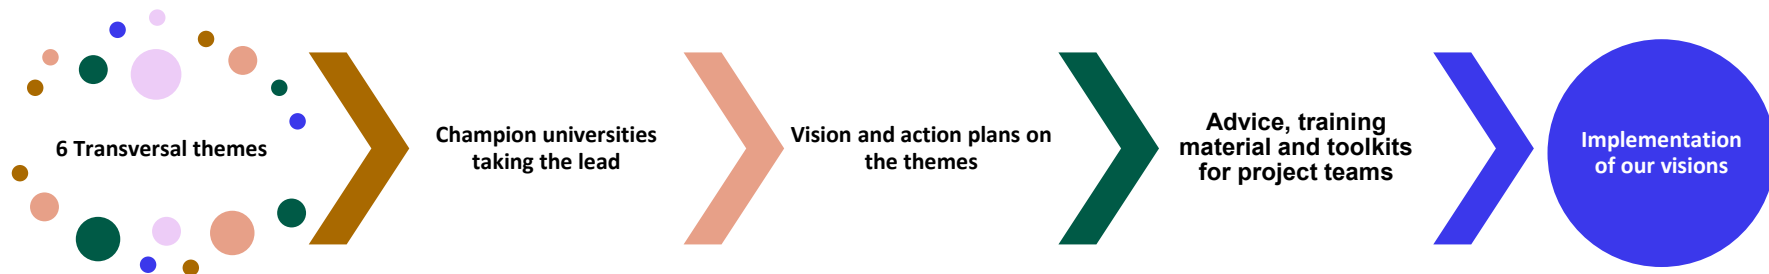 6 Transversal themes
Champion universities
taking the lead
Vision and action plans on
the themes
Advice, training
material and toolkits
for project teams
Implementation
of our visions